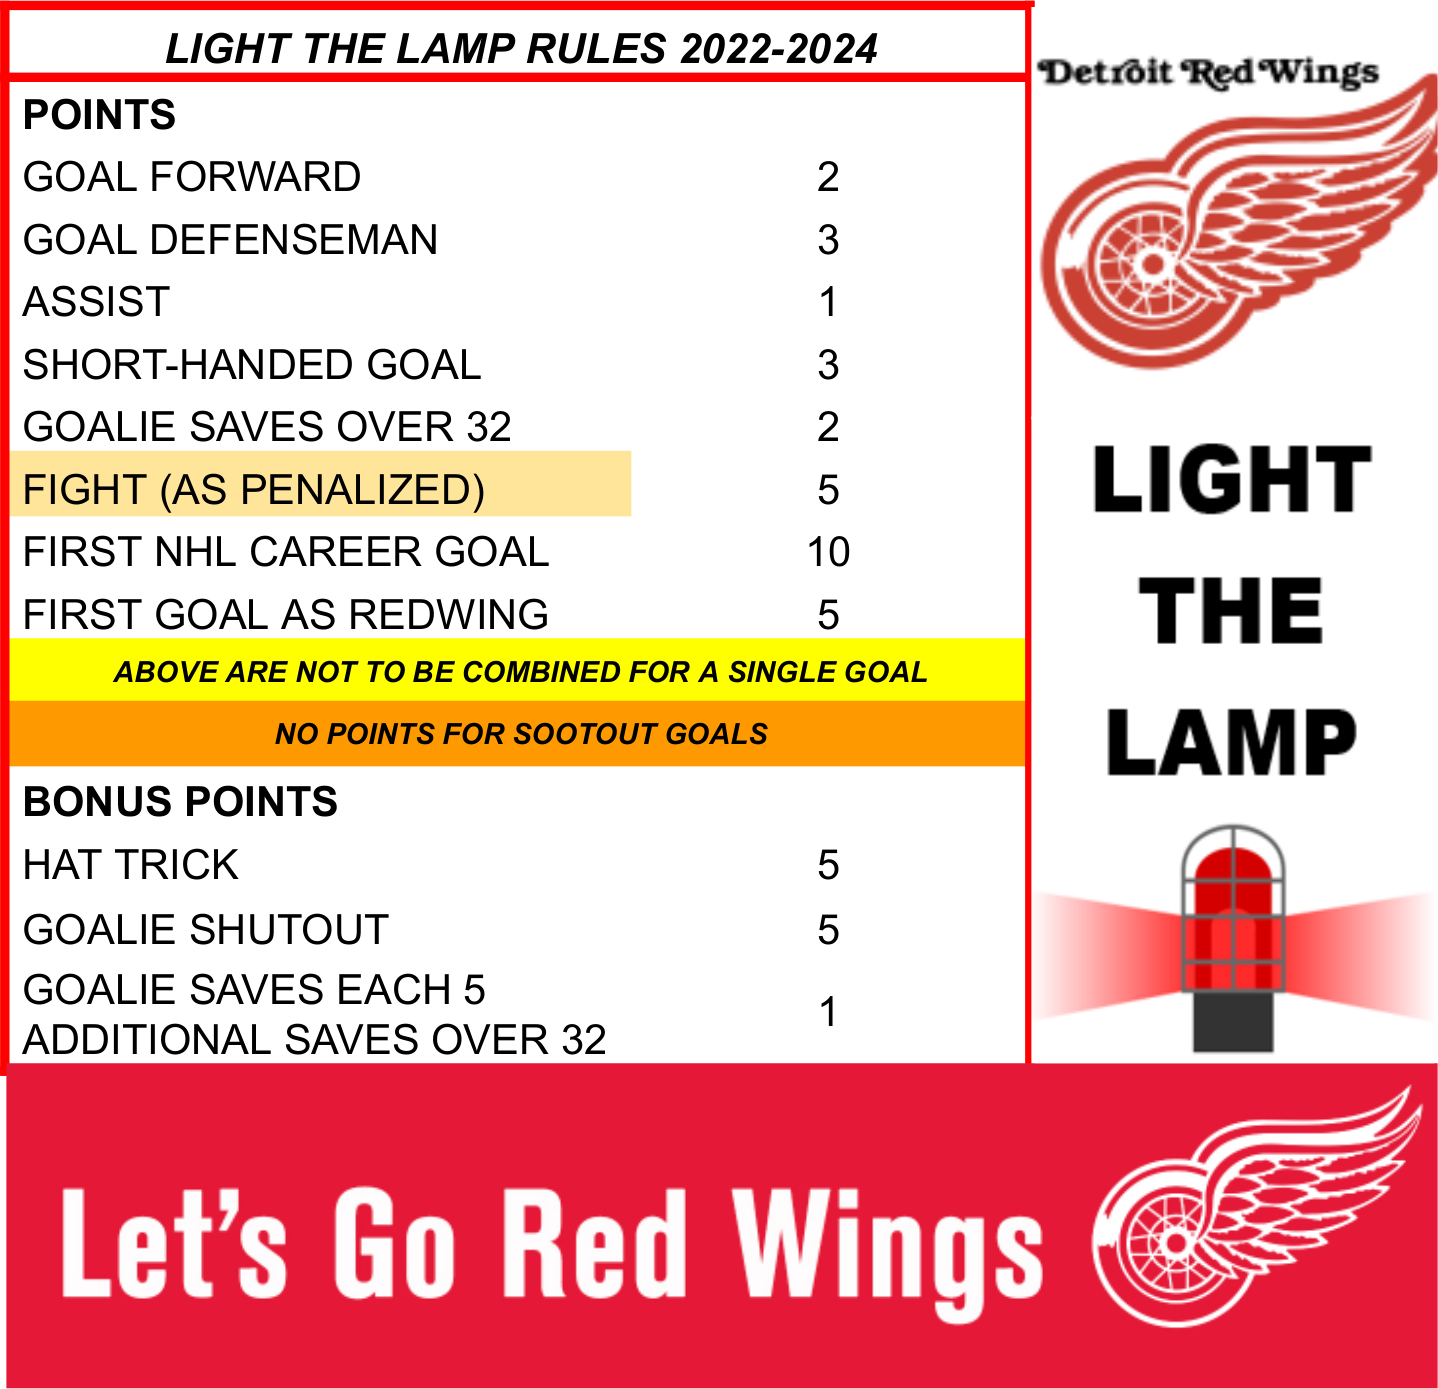 LIGHT THE LAMP RULES 2022-2024
POINTS
GOAL FORWARD 2
GOAL DEFENSEMAN 3
ASSIST 1
SHORT-HANDED GOAL 3
GOALIE SAVES OVER 32 2
FIGHT (AS PENALIZED) 5
FIRST NHL CAREER GOAL 10
FIRST GOAL AS REDWING 5
ABOVE ARE NOT TO BE COMBINED FOR A SINGLE GOAL
NO POINTS FOR SOOTOUT GOALS
BONUS POINTS
HAT TRICK 5
GOALIE SHUTOUT 5
GOALIE SAVES EACH 5
ADDITIONAL SAVES OVER 32 1
Detroit Red Wings
LIGHT
THE
LAMP
Let's Go Red Wings